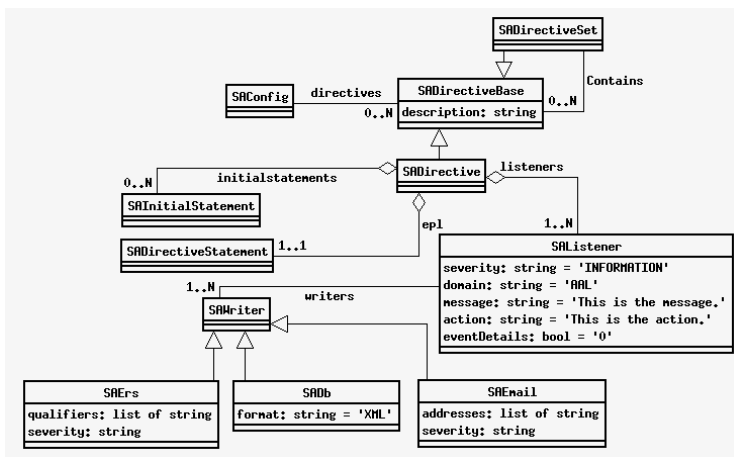 SADirectiveSet
Contains
SAConfig
directives
0..N
SADirectiveBase
description: string
0..N
initialstatements
0..N
SADirective
listeners
SAInitialStatement
epl
1..N
SADirectiveStatement
1..1
SAListener
severity: string = 'INFORMATION'
domain: string = 'AAL'
message: string = 'This is the message.'
action: string = 'This is the action.'
eventDetails: bool = '0'
1..N
writers
SAWriter
SAErs
qualifiers: list of string
severity: string
SADb
format: string = 'XML'
SAEmail
addresses: list of string
severity: string